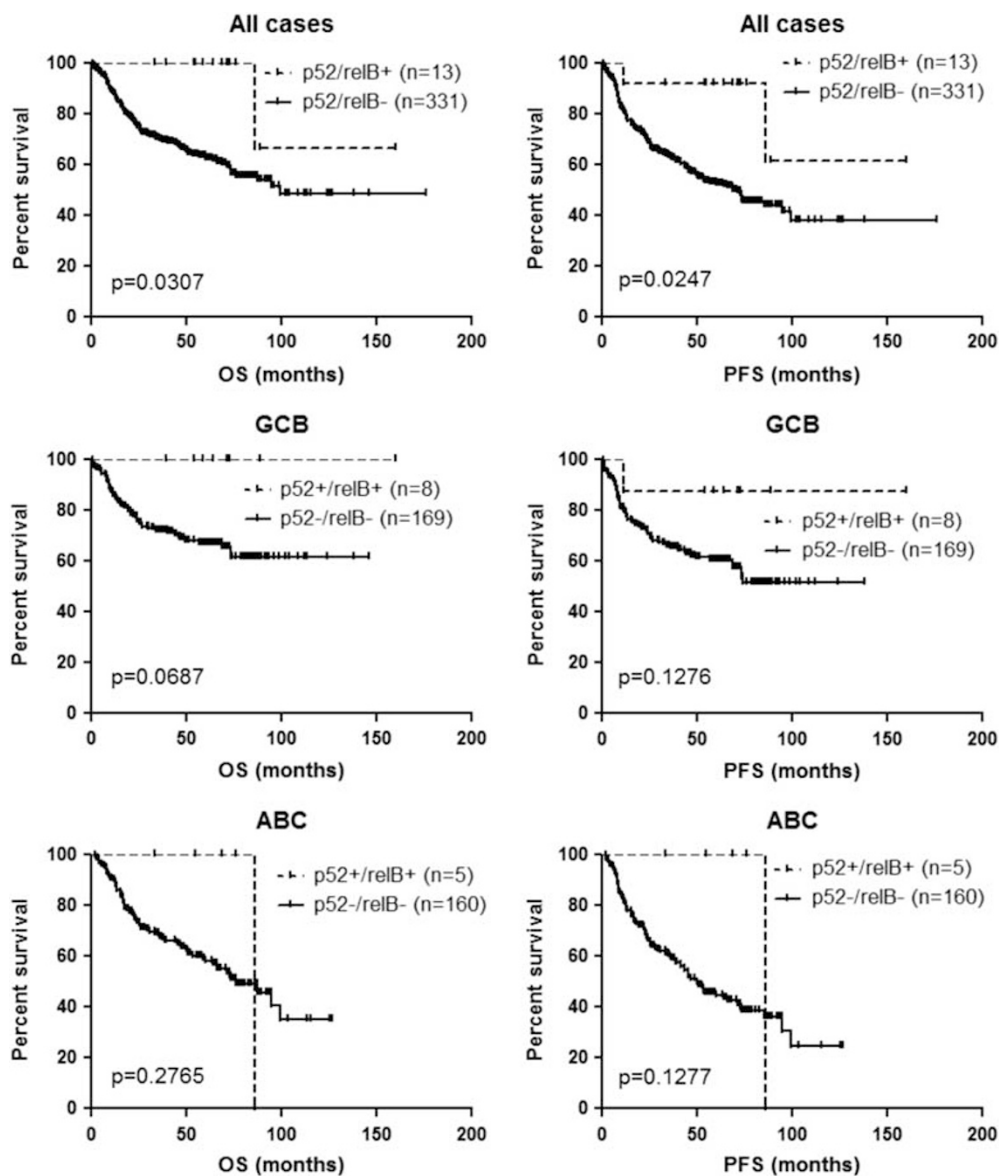 All cases
Percent survival
100
80
60
40
20
0
p52/relB+ (n=13)
p52/relB- (n=331)
p=0.0307
0 50 100 150 200
OS (months)
All cases
Percent survival
100
80
60
40
20
0
p52/relB+ (n=13)
p52/relB- (n=331)
p=0.0247
0 50 100 150 200
PFS (months)
GCB
Percent survival
100
80
60
40
20
0
p52+/relB+ (n=8)
p52-/relB- (n=169)
p=0.0687
0 50 100 150 200
OS (months)
GCB
Percent survival
100
80
60
40
20
0
p52+/relB+ (n=8)
p52-/relB- (n=169)
p=0.1276
0 50 100 150 200
PFS (months)
ABC
Percent survival
100
80
60
40
20
0
p52+/relB+ (n=5)
p52-/relB- (n=160)
p=0.2765
0 50 100 150 200
OS (months)
ABC
Percent survival
100
80
60
40
20
0
p52+/relB+ (n=5)
p52-/relB- (n=160)
p=0.1277
0 50 100 150 200
PFS (months)